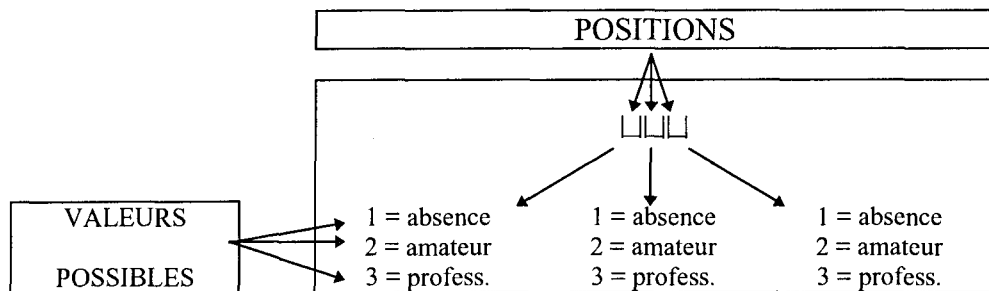 POSITIONS
VALEURS
POSSIBLES
1 = absence
2 = amateur
3 = profess.
1 = absence
2 = amateur
3 = profess.
1 = absence
2 = amateur
3 = profess.